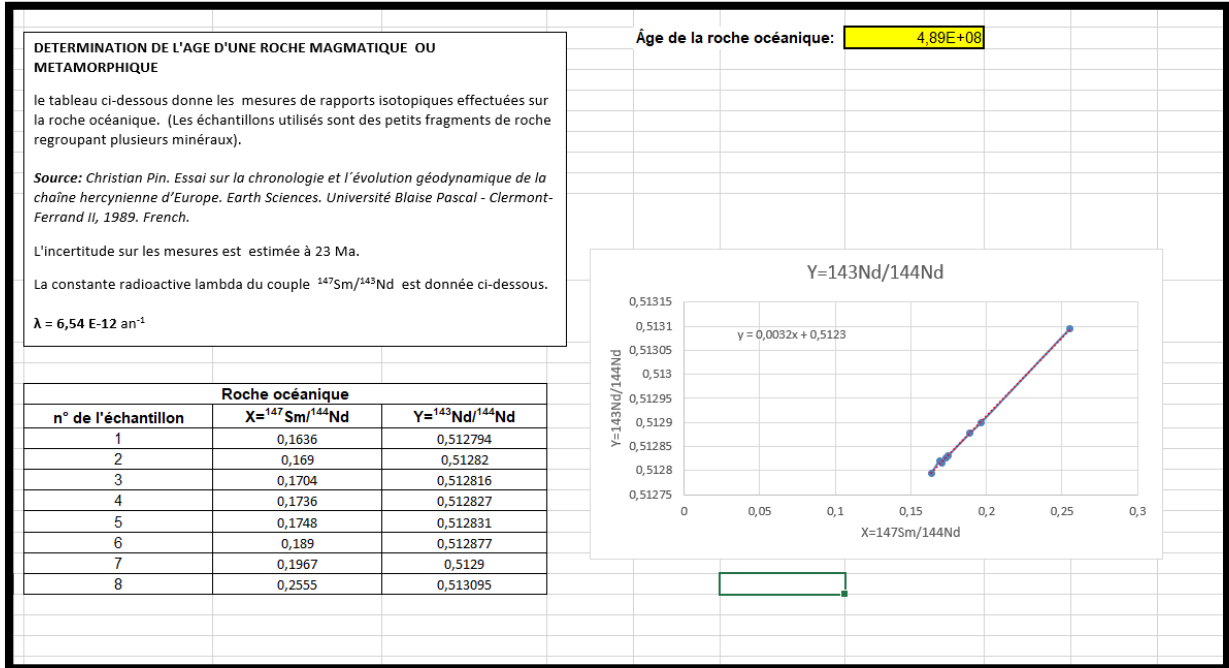 Âge de la roche océanique: 4,89E+08
DETERMINATION DE L'AGE D'UNE ROCHE MAGMATIQUE OU
METAMORPHIQUE
le tableau ci-dessous donne les mesures de rapports isotopiques effectuées sur
la roche océanique. (Les échantillons utilisés sont des petits fragments de roche
regroupant plusieurs minéraux).
Source: Christian Pin. Essai sur la chronologie et l´évolution géodynamique de la
chaîne hercynienne d'Europe. Earth Sciences. Université Blaise Pascal - Clermont-
Ferrand II, 1989. French.
L'incertitude sur les mesures est estimée à 23 Ma.
La constante radioactive lambda du couple ¹⁴⁷Sm/¹⁴³Nd est donnée ci-dessous.
λ = 6,54 E-12 an⁻¹
Roche océanique
n° de l'échantillon X=¹⁴⁷Sm/¹⁴⁴Nd Y=¹⁴³Nd/¹⁴⁴Nd
1 0,1636 0,512794
2 0,169 0,51282
3 0,1704 0,512816
4 0,1736 0,512827
5 0,1748 0,512831
6 0,189 0,512877
7 0,1967 0,5129
8 0,2555 0,513095
Y=143Nd/144Nd
Y=143Nd/144Nd
0,51315
0,5131
0,51305
0,513
0,51295
0,5129
0,51285
0,5128
0,51275
y = 0,0032x + 0,5123
0 0,05 0,1 0,15 0,2 0,25 0,3
X=147Sm/144Nd